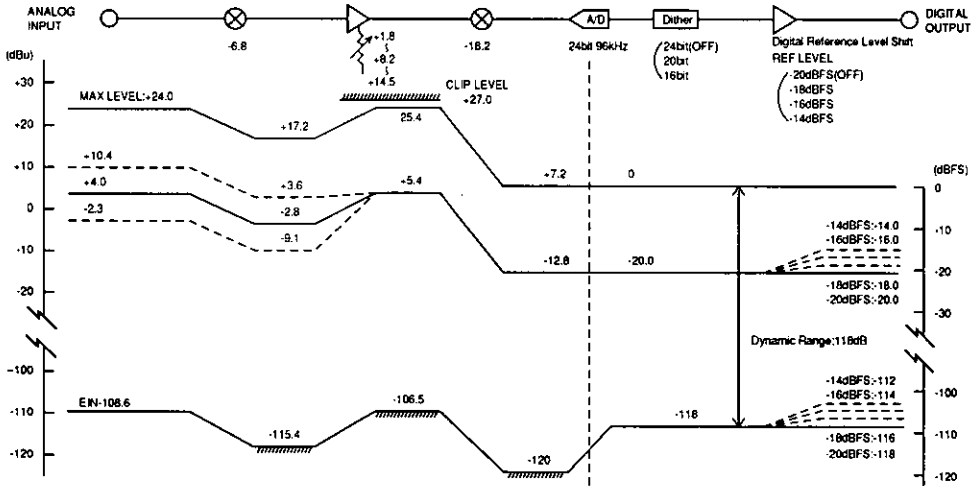 ANALOG
INPUT
(dBu)
-6.8
+1.8
+8.2
+14.5
-18.2
A/D
24bit 96kHz
Dither
24bit(OFF)
20bit
16bit
Digital Reference Level Shift
REF LEVEL
-20dBFS(OFF)
-18dBFS
-16dBFS
-14dBFS
DIGITAL
OUTPUT
CLIP LEVEL
+27.0
+30
MAX LEVEL:+24.0
+20
+17.2
25.4
+10
+10.4
+7.2
0
(dBFS)
0
+4.0
+3.6
+5.4
0
-2.3
-2.8
-9.1
-10
-12.8
-20.0
-14dBFS:-14.0
-16dBFS:-16.0
-10
-20
-20
-18dBFS:-18.0
-20dBFS:-20.0
-30
Dynamic Range;118dB
-100
-14dBFS:-112
-16dBFS:-114
-100
EIN-108.6
-106.5
-110
-118
-110
-115.4
-18dBFS:-116
-20dBFS:-118
-120
-120
-120